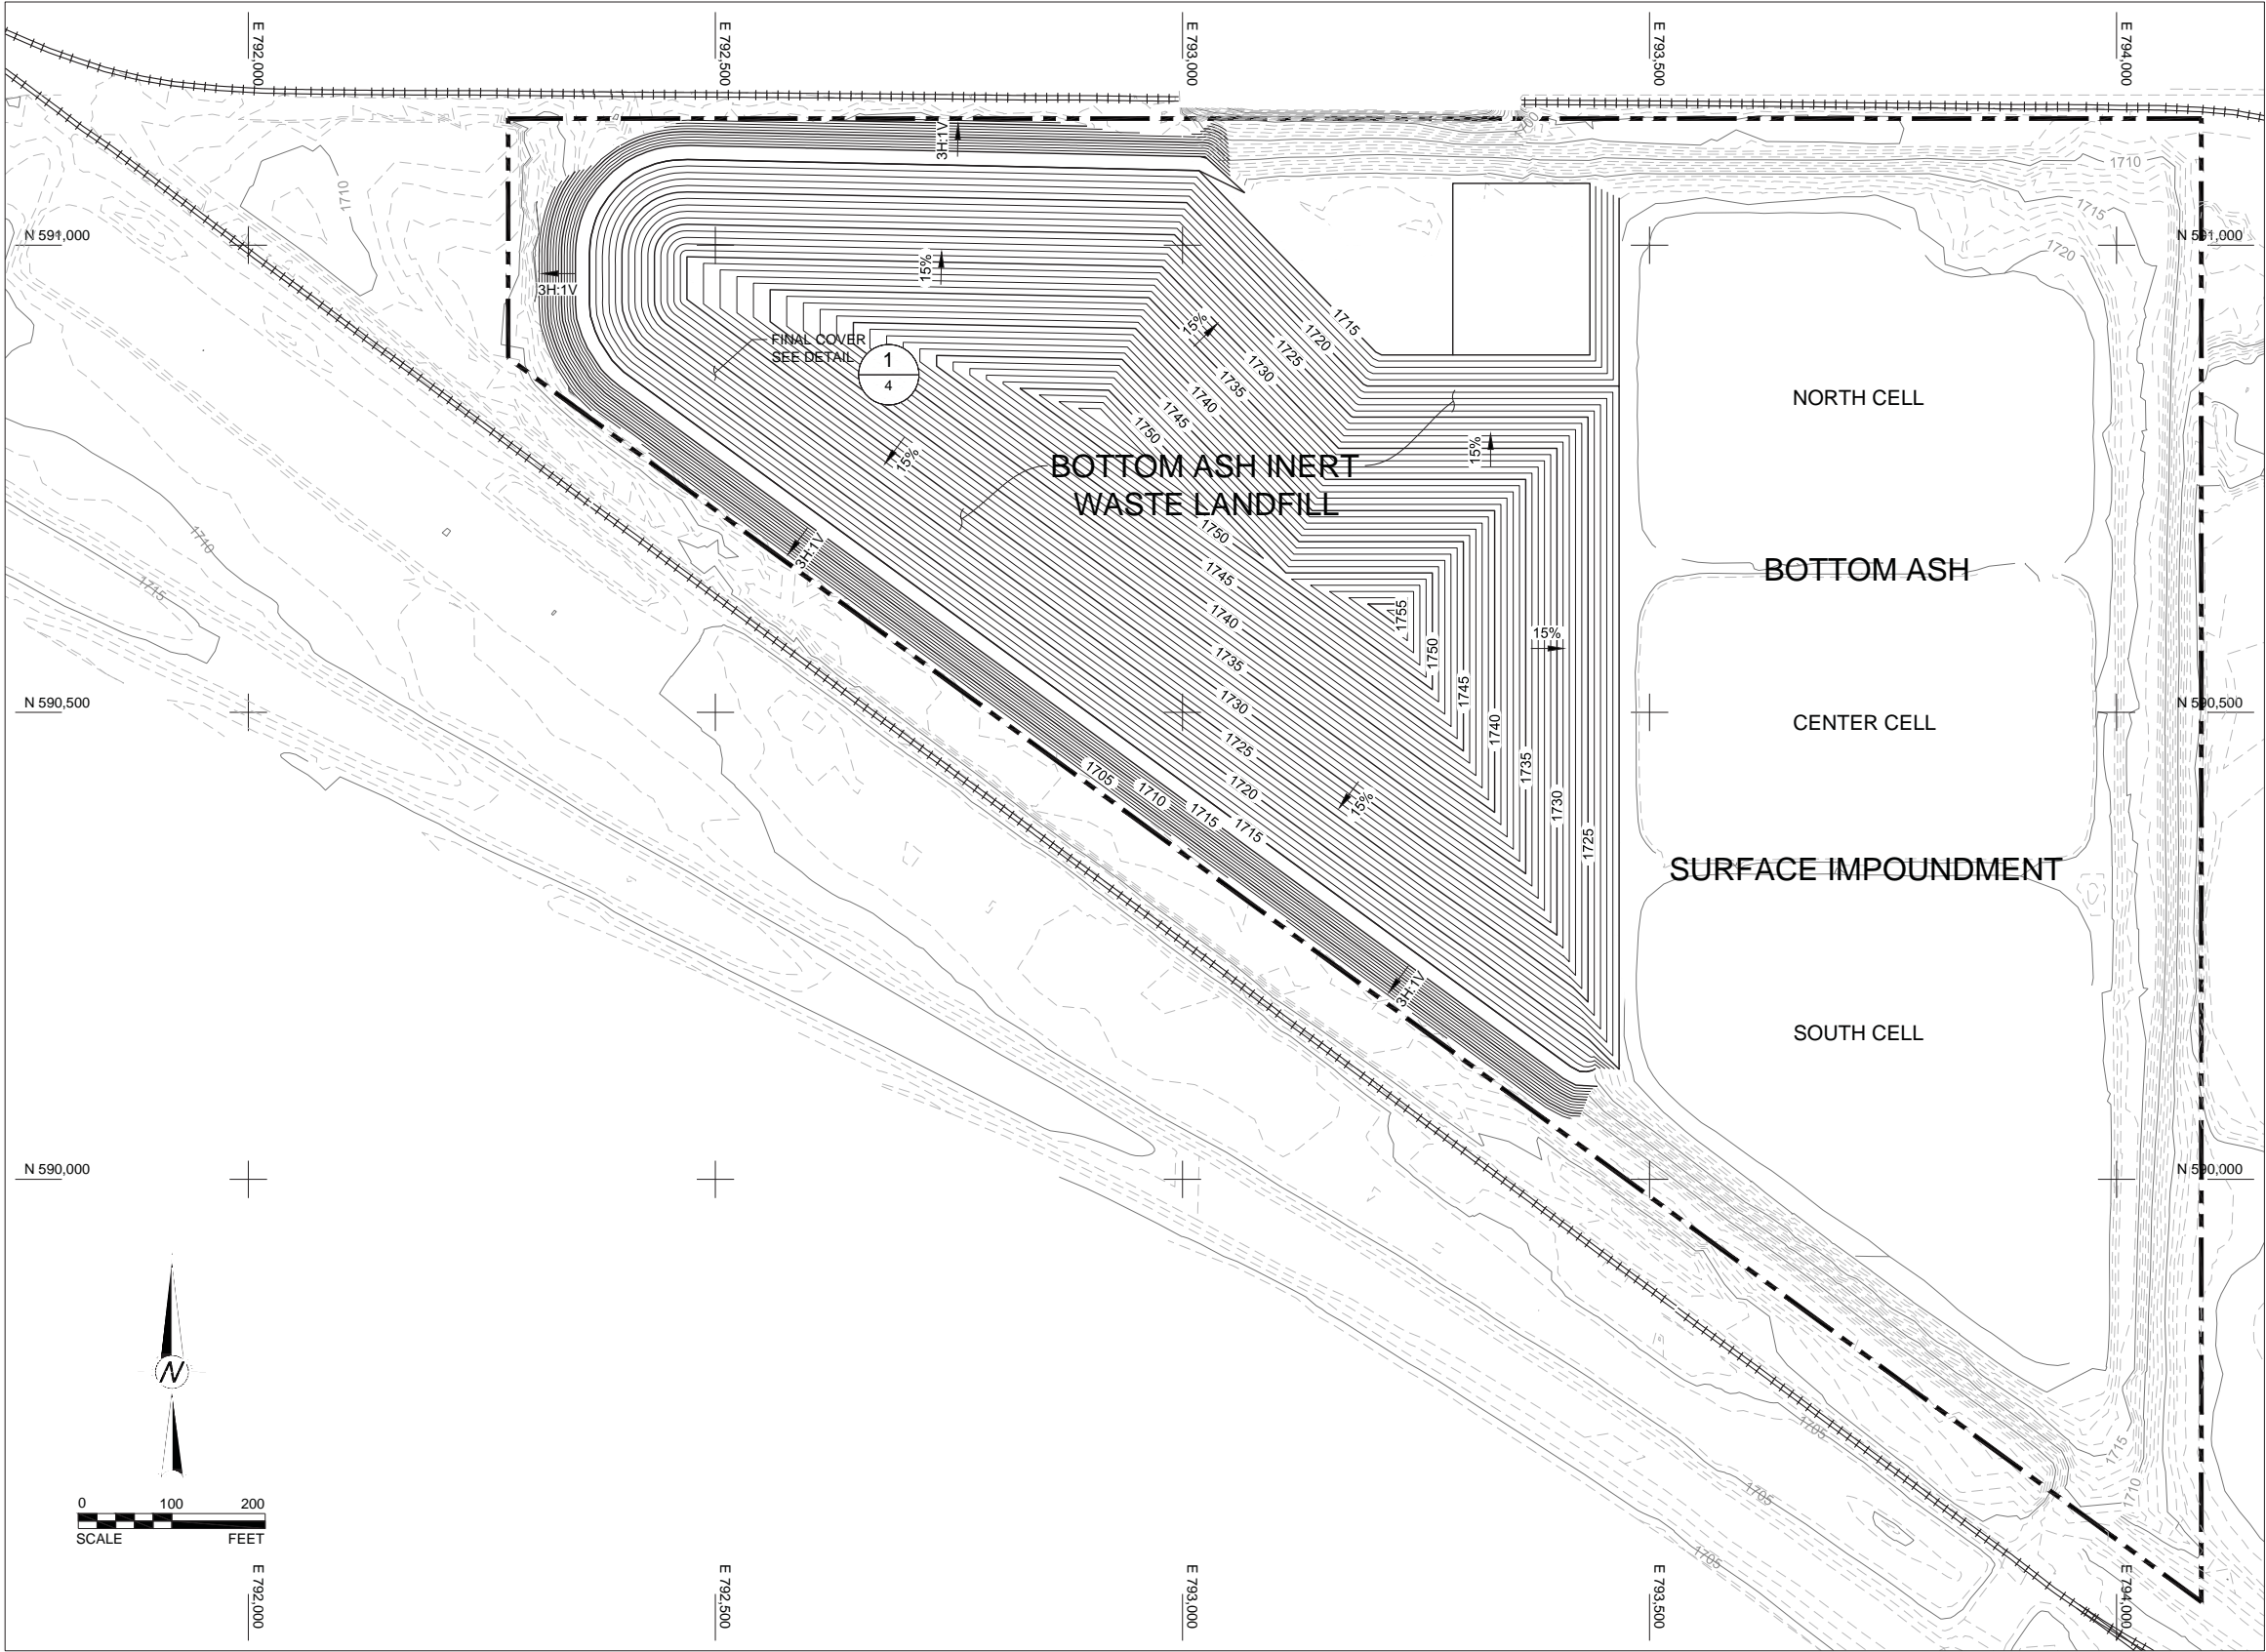 E 792,000
E 792,500
E 793,000
E 793,500
E 794,000
1700
3H:1V
1710
1710
1715
N 591,000
N 591,000
1720
15%
3H:1V
15%
1715
1720
1725
1730
1735
1740
1745
1750
FINAL COVER
SEE DETAIL
1
4
NORTH CELL
15%
15%
BOTTOM ASH INERT
WASTE LANDFILL
1710
1715
3H:1V
1750
1745
1740
1735
1730
1725
1720
1715
1715
1710
1705
BOTTOM ASH
1755
1750
1745
1740
1735
1730
1725
15%
N 590,500
N 590,500
CENTER CELL
15%
SURFACE IMPOUNDMENT
3H:1V
SOUTH CELL
N 590,000
N 590,000
N
1705
1715
1710
1705
1705
0 100 200
SCALE FEET
E 792,000
E 792,500
E 793,000
E 793,500
E 794,000